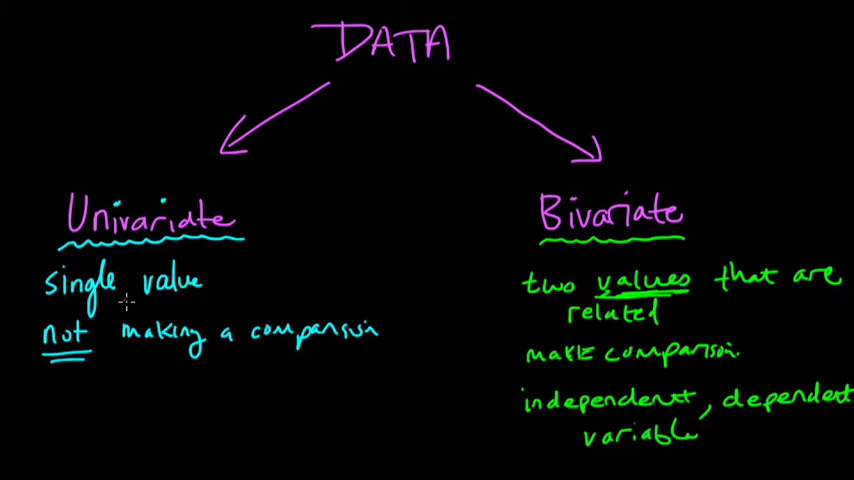 DATA
Univariate
single value
not making a comparison
Bivariate
two values that are
related
make comparison.
independent, dependent
variable